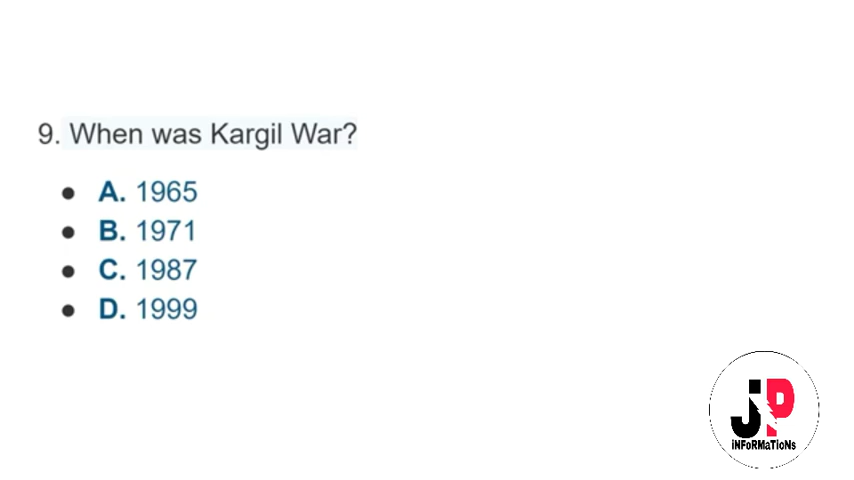 9. When was Kargil War?
● A. 1965
● B. 1971
● C. 1987
● D. 1999
JP
iNFoRMaTioNs